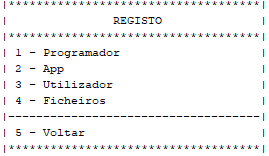 |************************************|
| REGISTO |
|************************************|
| 1 - Programador |
| 2 - App |
| 3 - Utilizador |
| 4 - Ficheiros |
|------------------------------------|
| 5 - Voltar |
|************************************|